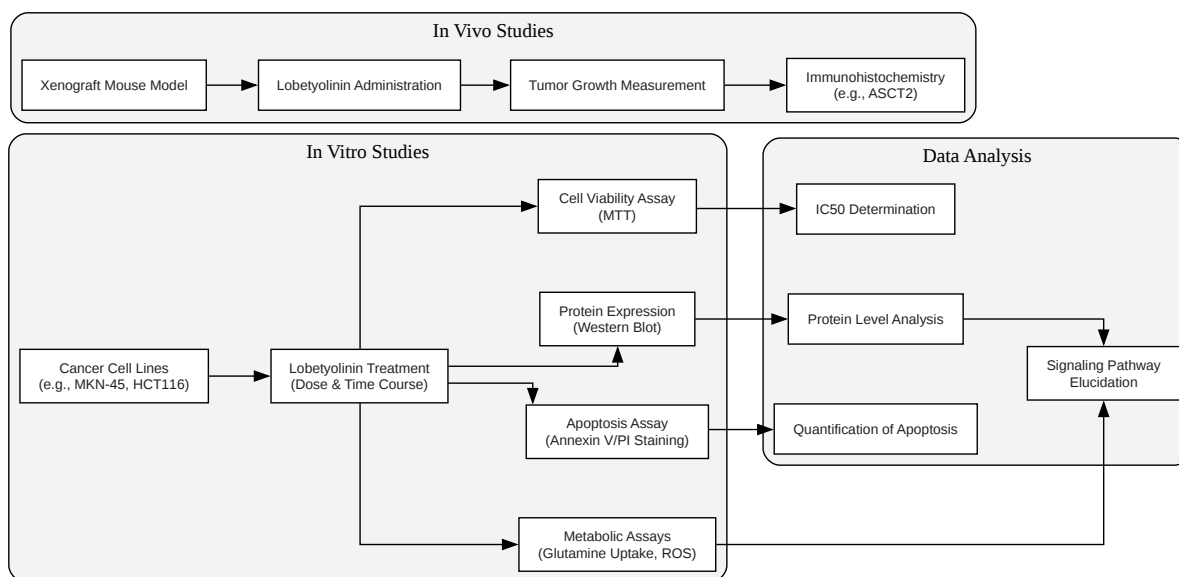 In Vivo Studies
Xenograft Mouse Model
Lobetyolinin Administration
Tumor Growth Measurement
Immunohistochemistry
(e.g., ASCT2)
In Vitro Studies
Data Analysis
Cell Viability Assay
(MTT)
IC50 Determination
Protein Expression
(Western Blot)
Protein Level Analysis
Cancer Cell Lines
(e.g., MKN-45, HCT116)
Lobetyolinin Treatment
(Dose & Time Course)
Signaling Pathway
Elucidation
Apoptosis Assay
(Annexin V/PI Staining)
Quantification of Apoptosis
Metabolic Assays
(Glutamine Uptake, ROS)